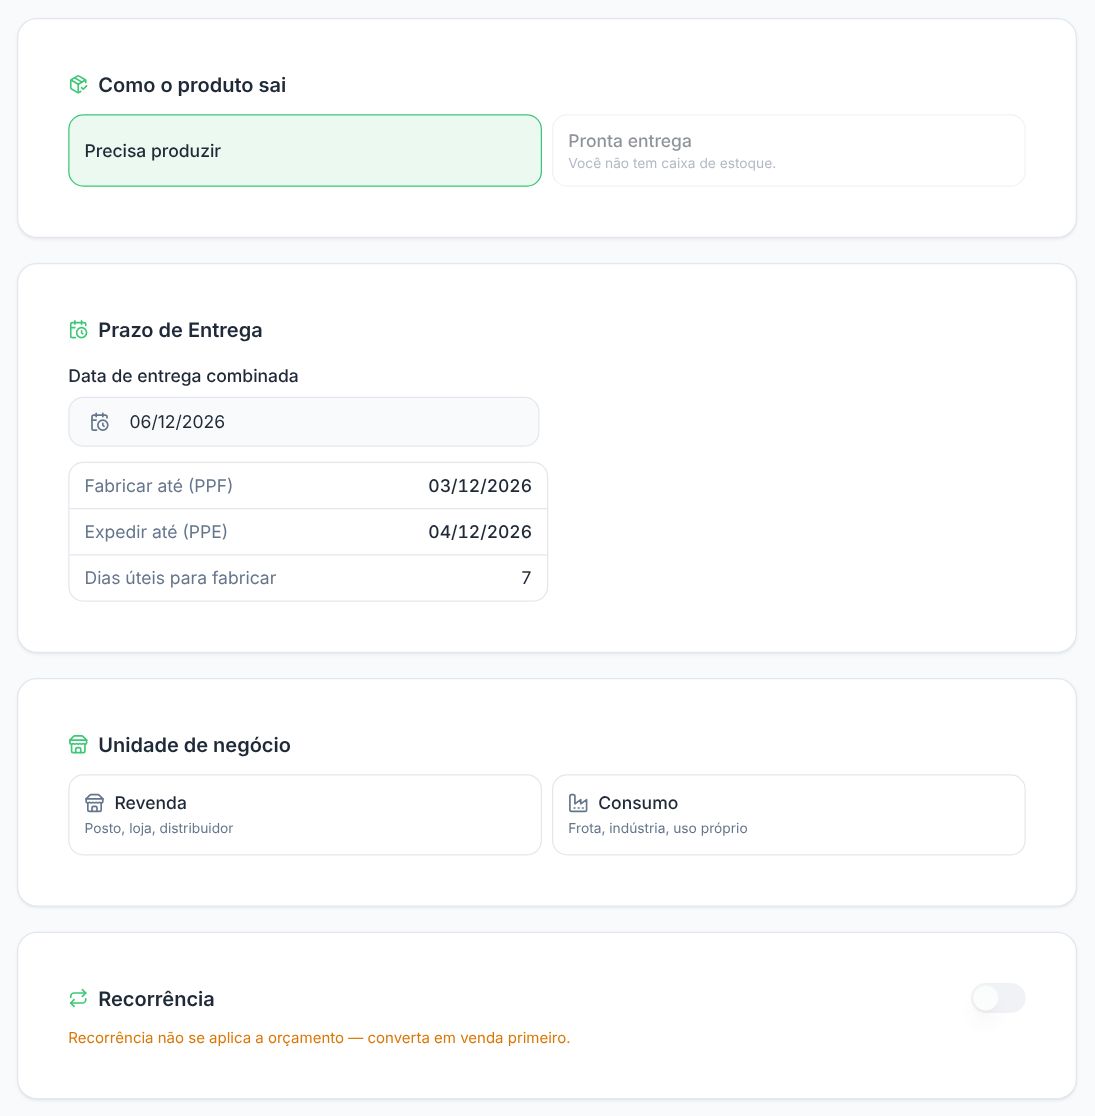 Como o produto sai
Precisa produzir
Pronta entrega
Você não tem caixa de estoque.
Prazo de Entrega
Data de entrega combinada
06/12/2026
Fabricar até (PPF) 03/12/2026
Expedir até (PPE) 04/12/2026
Dias úteis para fabricar 7
Unidade de negócio
Revenda
Posto, loja, distribuidor
Consumo
Frota, indústria, uso próprio
Recorrência
Recorrência não se aplica a orçamento — converta em venda primeiro.